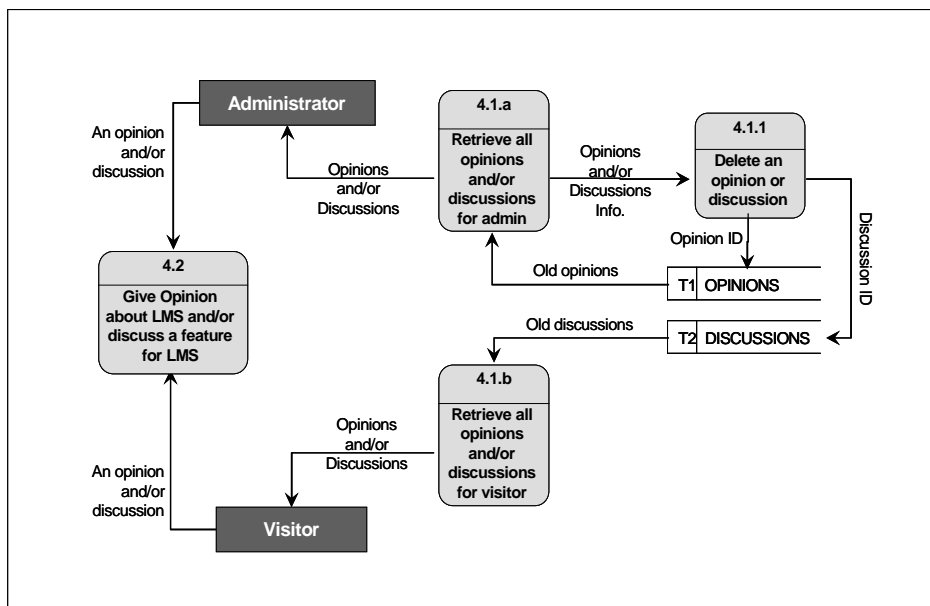 Administrator
An opinion
and/or
discussion
Opinions
and/or
Discussions
4.1.a
Retrieve all
opinions
and/or
discussions
for admin
Opinions
and/or
Discussions
Info.
4.1.1
Delete an
opinion or
discussion
Opinion ID
Discussion ID
Old opinions
T1 OPINIONS
4.2
Give Opinion
about LMS and/or
discuss a feature
for LMS
Old discussions
T2 DISCUSSIONS
4.1.b
Retrieve all
opinions
and/or
discussions
for visitor
Opinions
and/or
Discussions
An opinion
and/or
discussion
Visitor